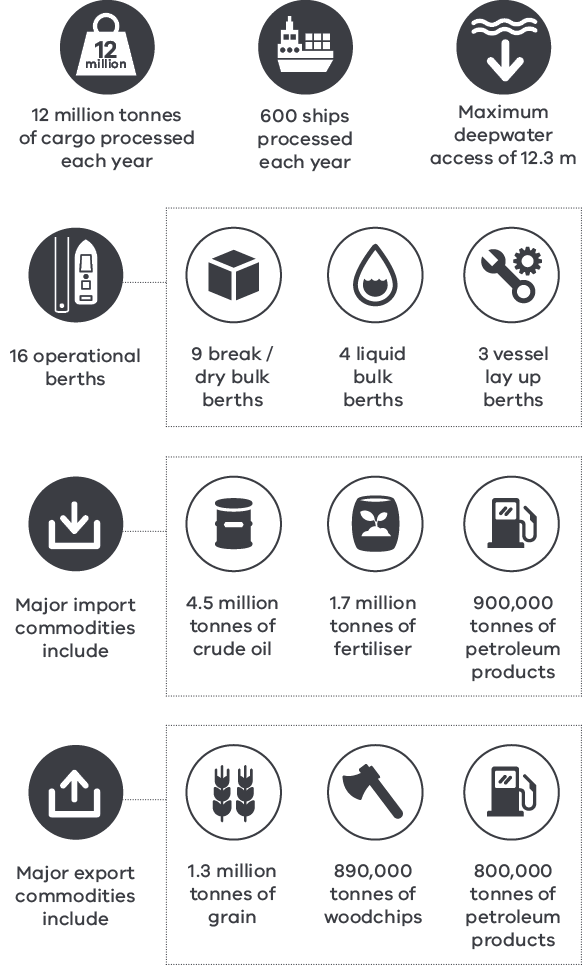 12
million
12 million tonnes
of cargo processed
each year
600 ships
processed
each year
Maximum
deepwater
access of 12.3 m
16 operational
berths
9 break /
dry bulk
berths
4 liquid
bulk
berths
3 vessel
lay up
berths
Major import
commodities
include
4.5 million
tonnes of
crude oil
1.7 million
tonnes of
fertiliser
900,000
tonnes of
petroleum
products
Major export
commodities
include
1.3 million
tonnes of
grain
890,000
tonnes of
woodchips
800,000
tonnes of
petroleum
products